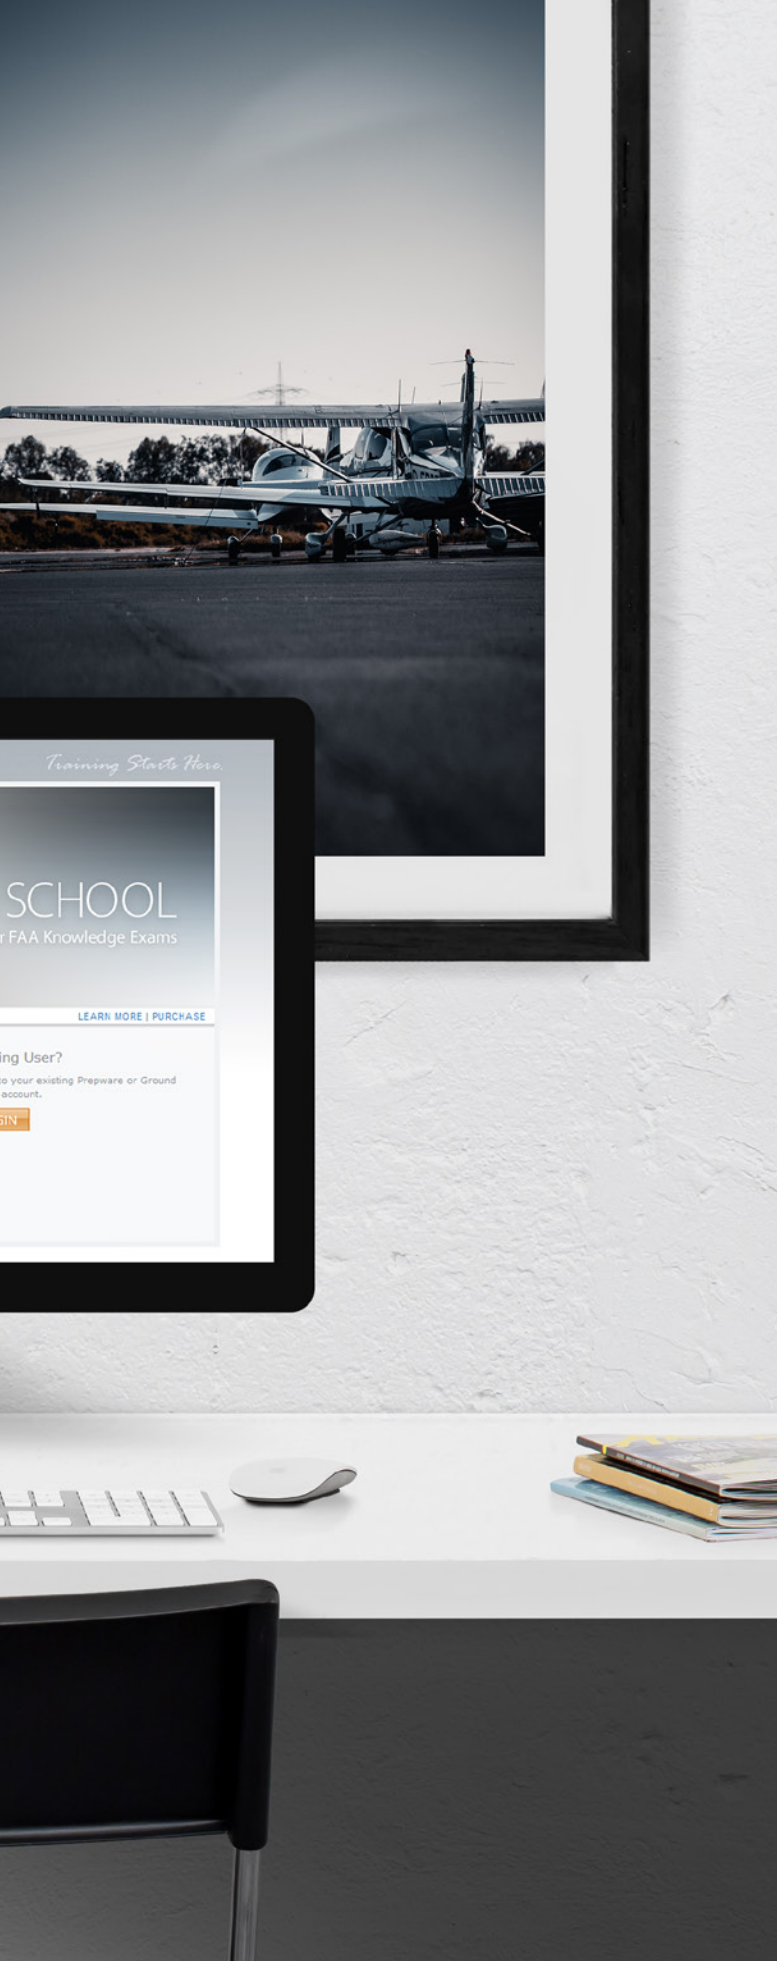 Training Starts Here.
SCHOOL
r FAA Knowledge Exams
LEARN MORE | PURCHASE
ing User?
to your existing Prepware or Ground
account.
GIN